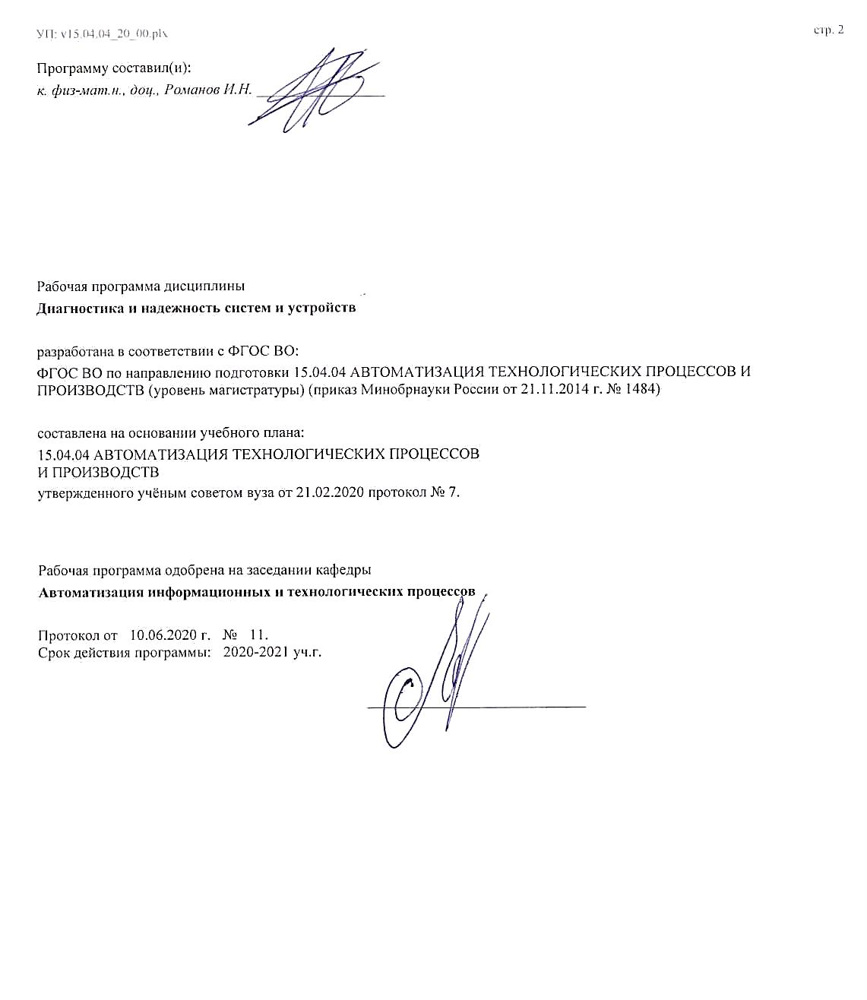 УП: v15.04.04_20_00.plx
стр. 2
Программу составил(и):
к. физ-мат.н., доц., Романов И.Н.
Рабочая программа дисциплины
Диагностика и надежность систем и устройств
разработана в соответствии с ФГОС ВО:
ФГОС ВО по направлению подготовки 15.04.04 АВТОМАТИЗАЦИЯ ТЕХНОЛОГИЧЕСКИХ ПРОЦЕССОВ И
ПРОИЗВОДСТВ (уровень магистратуры) (приказ Минобрнауки России от 21.11.2014 г. № 1484)
составлена на основании учебного плана:
15.04.04 АВТОМАТИЗАЦИЯ ТЕХНОЛОГИЧЕСКИХ ПРОЦЕССОВ
И ПРОИЗВОДСТВ
утвержденного учёным советом вуза от 21.02.2020 протокол № 7.
Рабочая программа одобрена на заседании кафедры
Автоматизация информационных и технологических процессов
Протокол от 10.06.2020 г. № 11.
Срок действия программы: 2020-2021 уч.г.